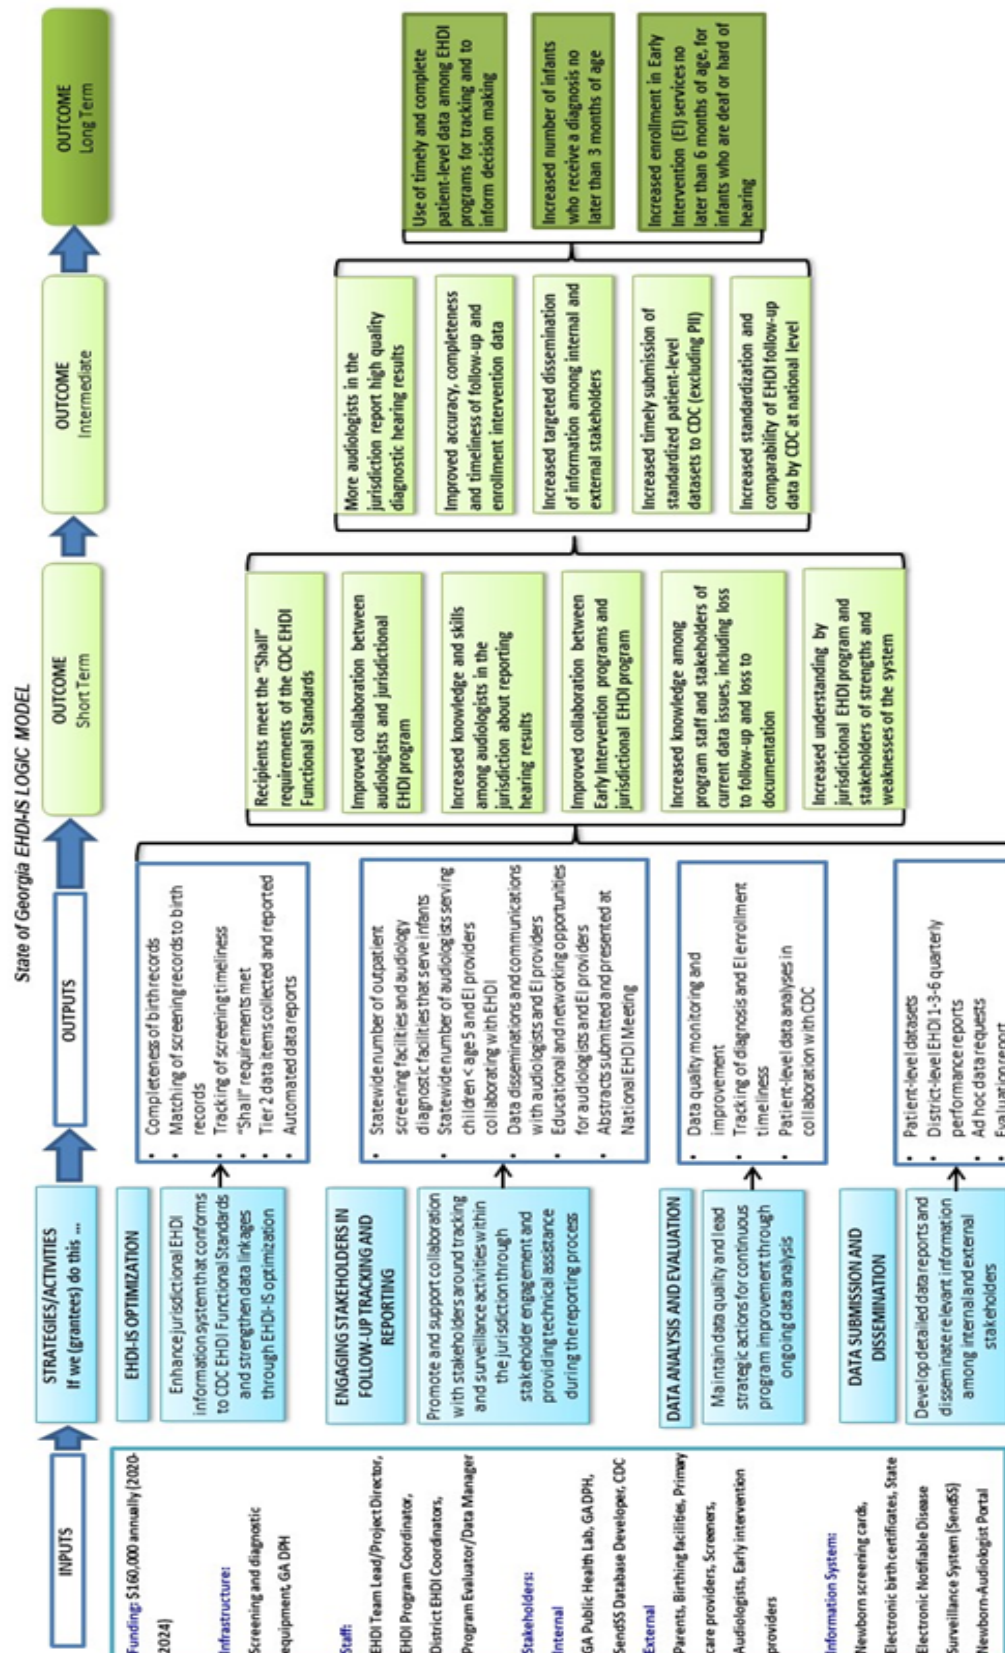 State of Georgia EHDI-IS LOGIC MODEL
INPUTS
STRATEGIES/ACTIVITIES
If we (grantees) do this ...
OUTPUTS
OUTCOME
Short Term
OUTCOME
Intermediate
OUTCOME
Long Term
Funding: $160,000 annually (2020-
2024)
Infrastructure:
Screening and diagnostic
equipment, GA DPH
Staff:
EHDI Team Lead/Project Director,
EHDI Program Coordinator,
District EHDI Coordinators,
Program Evaluator/Data Manager
Stakeholders:
Internal
GA Public Health Lab, GA DPH,
SendSS Database Developer, CDC
External
Parents, Birthing facilities, Primary
care providers, Screeners,
Audiologists, Early intervention
providers
Information System:
Newborn screening cards,
Electronic birth certificates, State
Electronic Notifiable Disease
Surveillance System (SendSS)
Newborn-Audiologist Portal
EHDI-IS OPTIMIZATION
Enhance jurisdictional EHDI
information system that conforms
to CDC EHDI Functional Standards
and strengthen data linkages
through EHDI-IS optimization
ENGAGING STAKEHOLDERS IN
FOLLOW-UP TRACKING AND
REPORTING
Promote and support collaboration
with stakeholders around tracking
and surveillance activities within
the jurisdiction through
stakeholder engagement and
providing technical assistance
during the reporting process
DATA ANALYSIS AND EVALUATION
Maintain data quality and lead
strategic actions for continuous
program improvement through
ongoing data analysis
DATA SUBMISSION AND
DISSEMINATION
Develop detailed data reports and
disseminate relevant information
among internal and external
stakeholders
• Completeness of birth records
• Matching of screening records to birth
records
• Tracking of screening timeliness
• "Shall" requirements met
• Tier 2 data items collected and reported
• Automated data reports
• Statewide number of outpatient
screening facilities and audiology
diagnostic facilities that serve infants
• Statewide number of audiologists serving
children < age 5 and EI providers
collaborating with EHDI
• Data disseminations and communications
with audiologists and EI providers
• Educational and networking opportunities
for audiologists and EI providers
• Abstracts submitted and presented at
National EHDI Meeting
• Data quality monitoring and
improvement
• Tracking of diagnosis and EI enrollment
timeliness
• Patient-level data analyses in
collaboration with CDC
• Patient-level datasets
• District-level EHDI 1-3-6 quarterly
performance reports
• Ad hoc data requests
• Evaluation report
Recipients meet the "Shall"
requirements of the CDC EHDI
Functional Standards
Improved collaboration between
audiologists and jurisdictional
EHDI program
Increased knowledge and skills
among audiologists in the
jurisdiction about reporting
hearing results
Improved collaboration between
Early Intervention programs and
jurisdictional EHDI program
Increased knowledge among
program staff and stakeholders of
current data issues, including loss
to follow-up and loss to
documentation
Increased understanding by
jurisdictional EHDI program and
stakeholders of strengths and
weaknesses of the system
More audiologists in the
jurisdiction report high quality
diagnostic hearing results
Improved accuracy, completeness
and timeliness of follow-up and
enrollment intervention data
Increased targeted dissemination
of information among internal and
external stakeholders
Increased timely submission of
standardized patient-level
datasets to CDC (excluding PII)
Increased standardization and
comparability of EHDI follow-up
data by CDC at national level
Use of timely and complete
patient-level data among EHDI
programs for tracking and to
inform decision making
Increased number of infants
who receive a diagnosis no
later than 3 months of age
Increased enrollment in Early
Intervention (EI) services no
later than 6 months of age, for
infants who are deaf or hard of
hearing